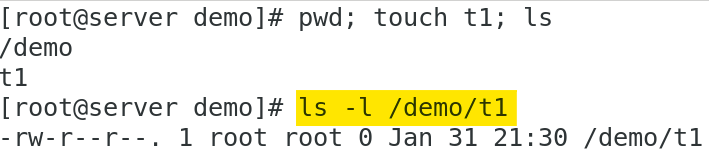 [root@server demo]# pwd; touch t1; ls
/demo
t1
[root@server demo]# ls -l /demo/t1
-rw-r--r--. 1 root root 0 Jan 31 21:30 /demo/t1